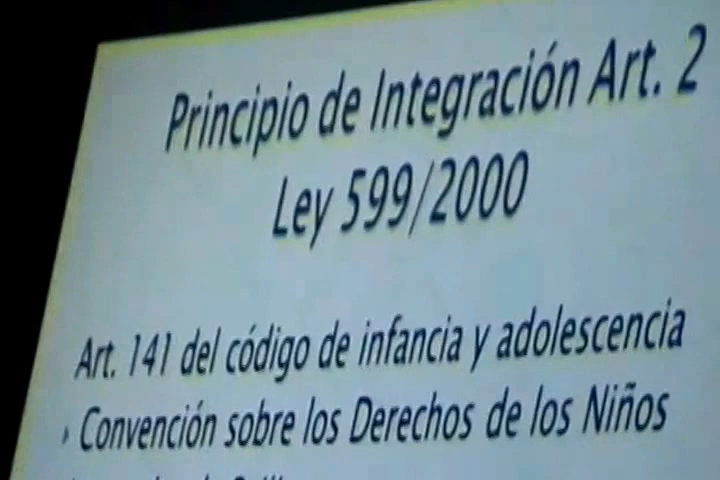 Principio de Integración Art. 2
Ley 599/2000
Art. 141 del código de infancia y adolescencia
› Convención sobre los Derechos de los Niños